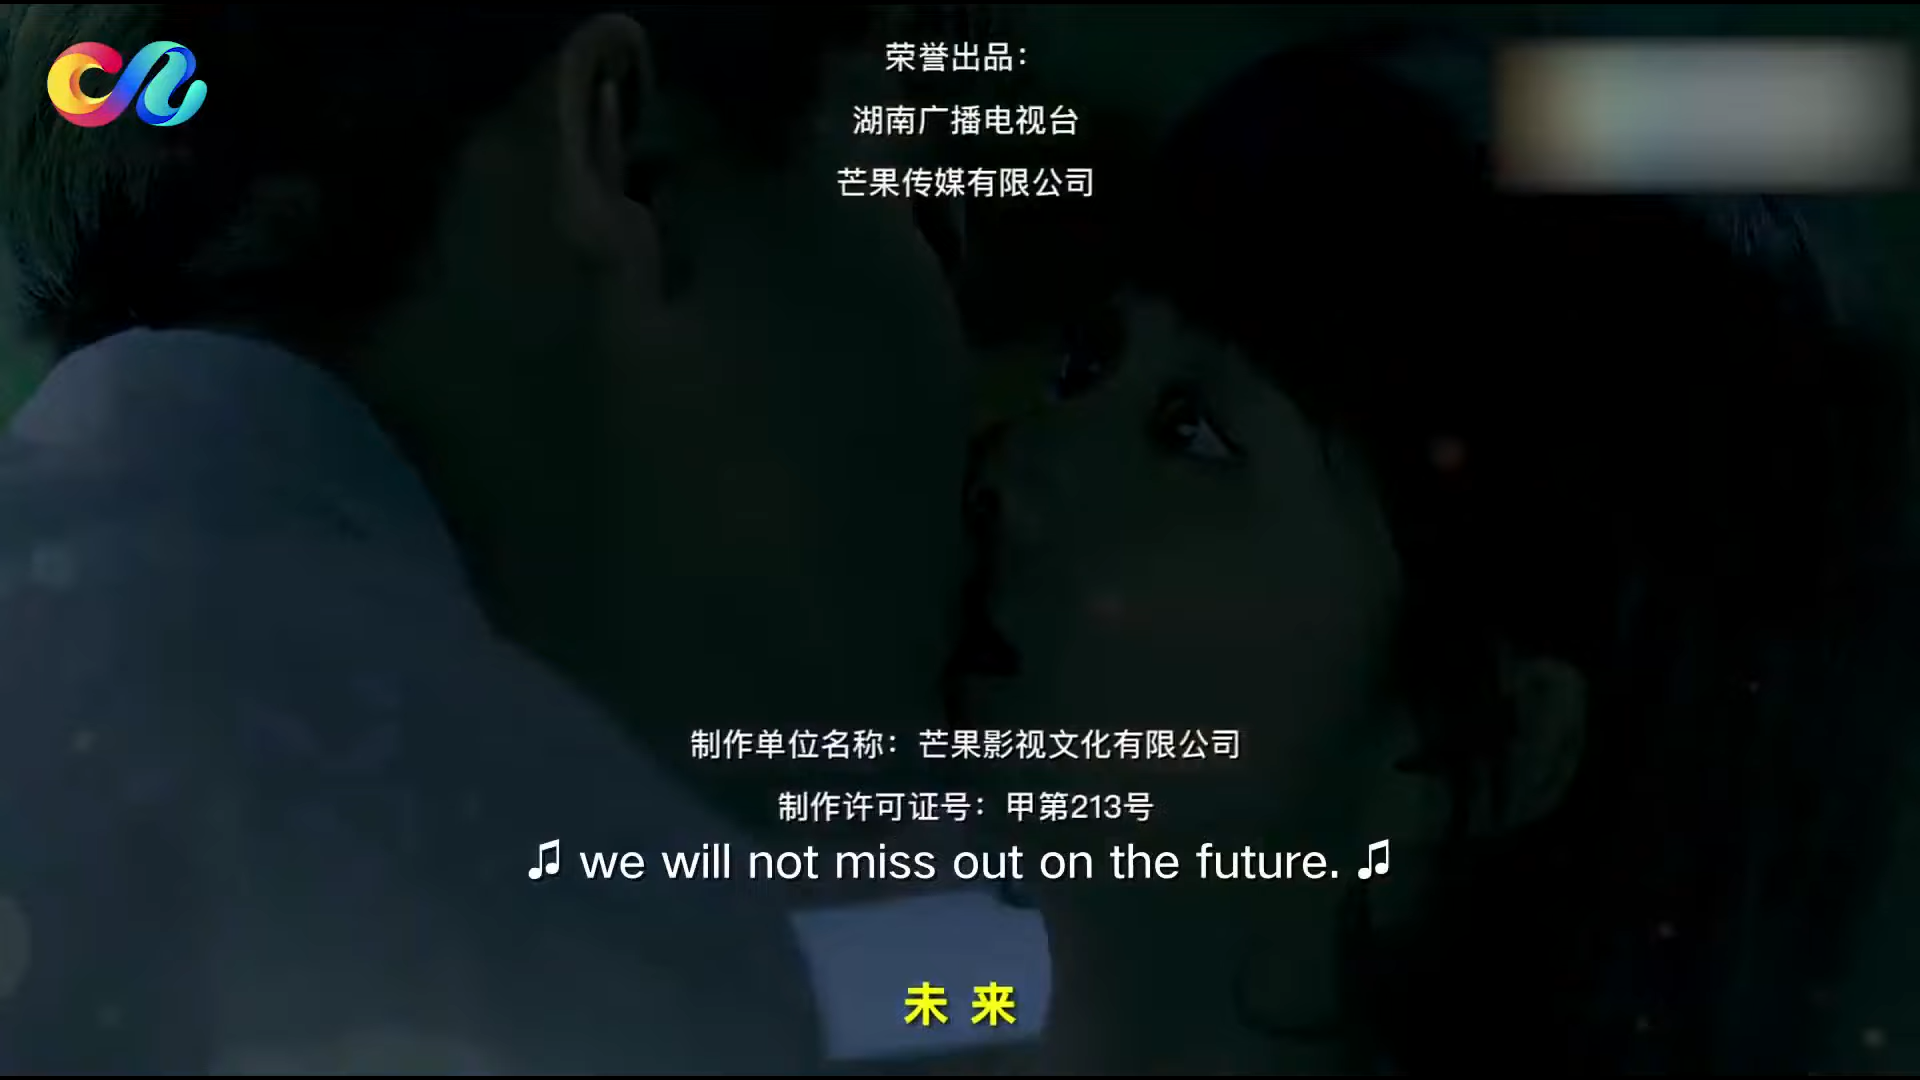 荣誉出品：
湖南广播电视台
芒果传媒有限公司
制作单位名称：芒果影视文化有限公司
制作许可证号：甲第213号
♫ we will not miss out on the future. ♫
未来